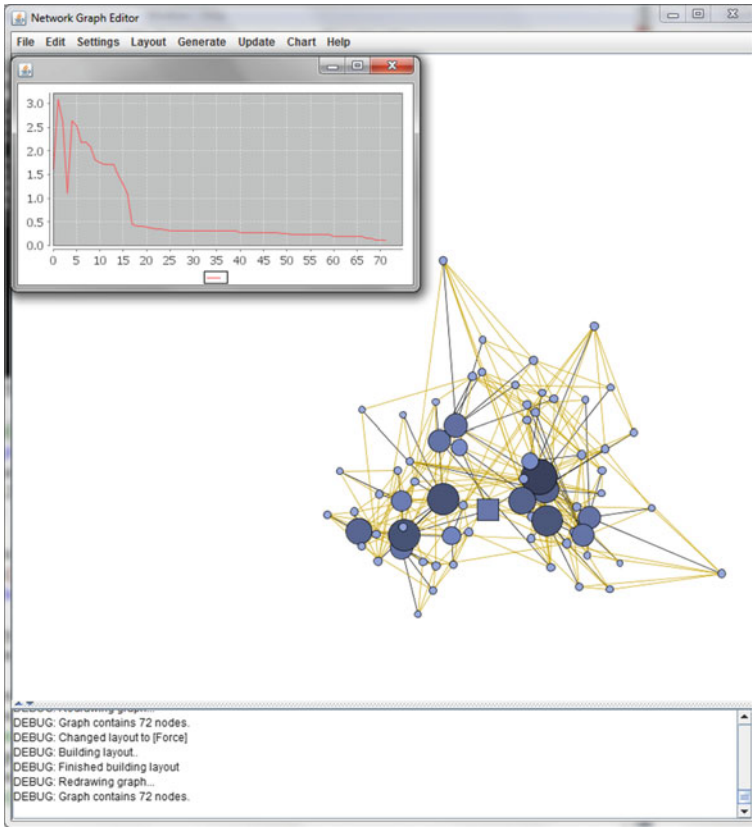 Network Graph Editor
File Edit Settings Layout Generate Update Chart Help
3.0
2.5
2.0
1.5
1.0
0.5
0.0
0 5 10 15 20 25 30 35 40 45 50 55 60 65 70
DEBUG: Redrawing graph...
DEBUG: Graph contains 72 nodes.
DEBUG: Changed layout to [Force]
DEBUG: Building layout..
DEBUG: Finished building layout
DEBUG: Redrawing graph...
DEBUG: Graph contains 72 nodes.